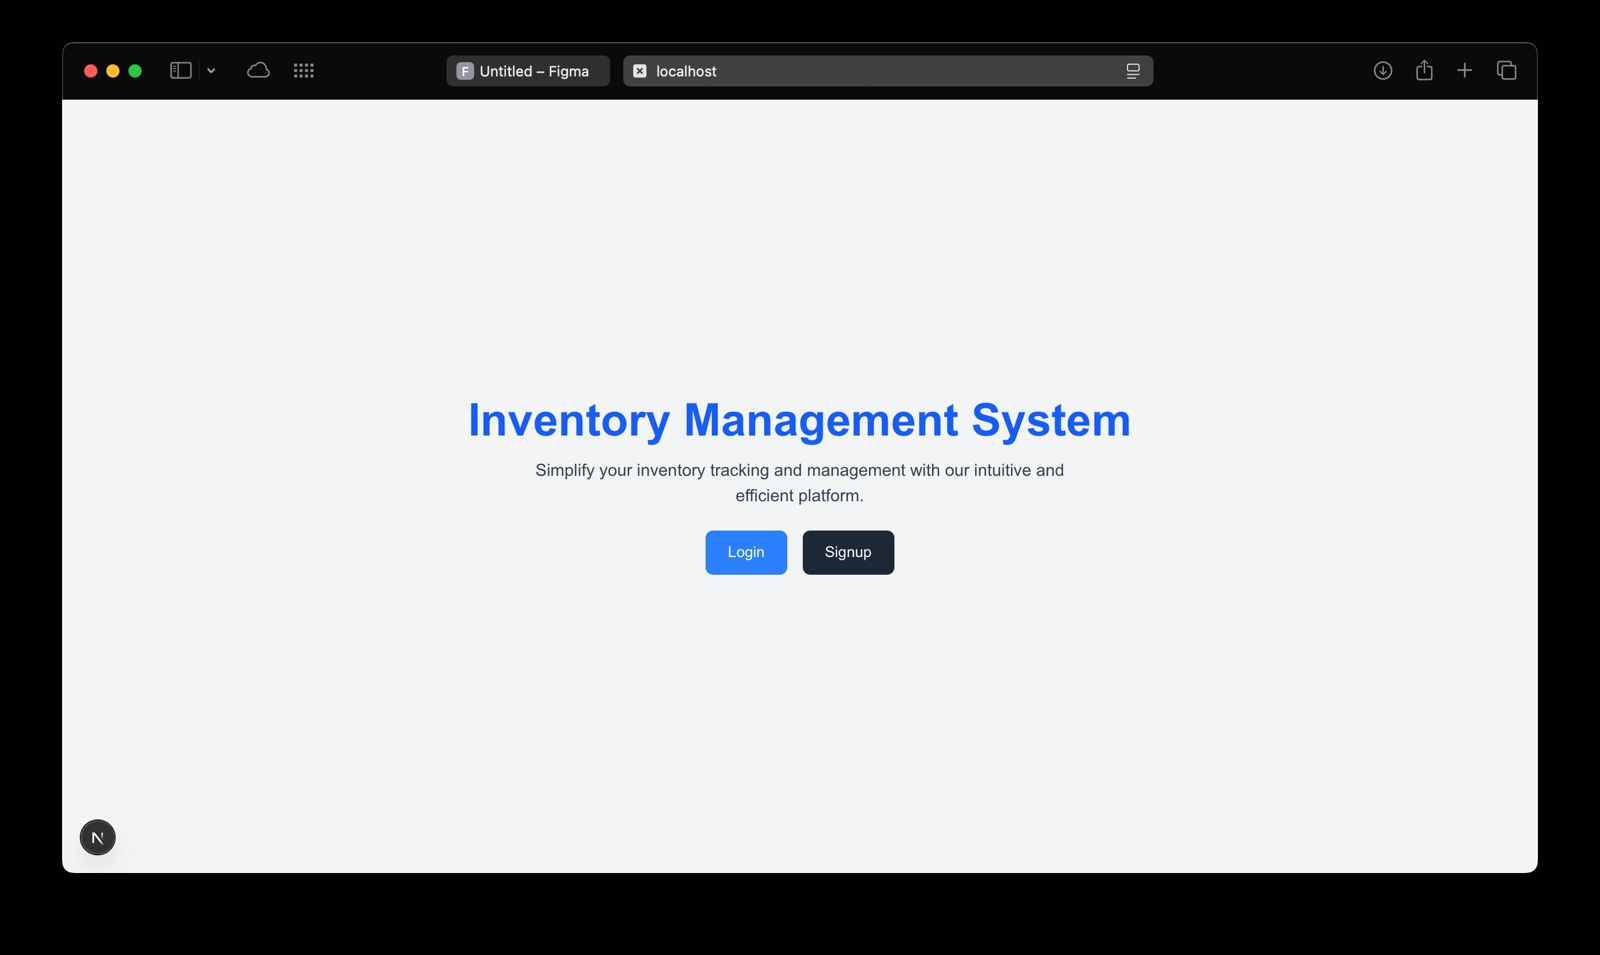 F Untitled – Figma
localhost
Inventory Management System
Simplify your inventory tracking and management with our intuitive and
efficient platform.
Login
Signup
N